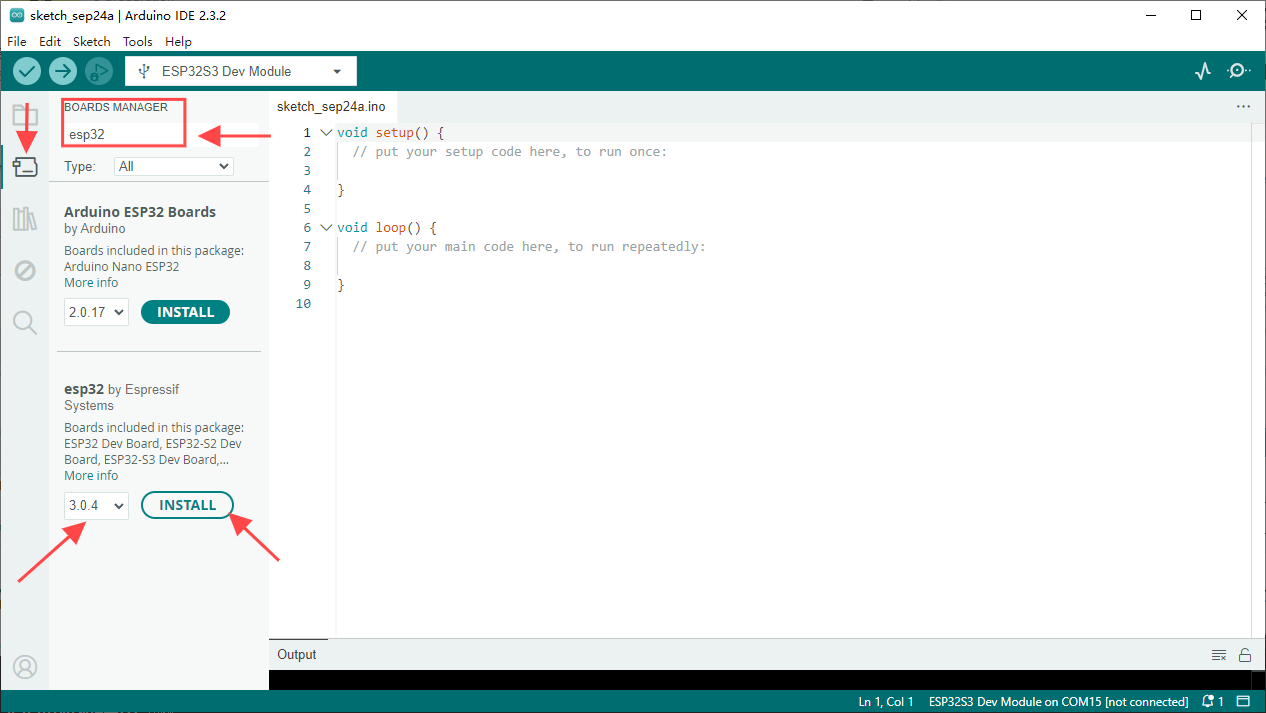 sketch_sep24a | Arduino IDE 2.3.2
File Edit Sketch Tools Help
ESP32S3 Dev Module
BOARDS MANAGER
esp32
Type: All
Arduino ESP32 Boards
by Arduino
Boards included in this package:
Arduino Nano ESP32
More info
2.0.17 INSTALL
esp32 by Espressif
Systems
Boards included in this package:
ESP32 Dev Board, ESP32-S2 Dev
Board, ESP32-S3 Dev Board,...
More info
3.0.4 INSTALL
sketch_sep24a.ino
1 void setup() {
2 // put your setup code here, to run once:
3
4 }
5
6 void loop() {
7 // put your main code here, to run repeatedly:
8
9 }
10
Output
Ln 1, Col 1 ESP32S3 Dev Module on COM15 [not connected] 1